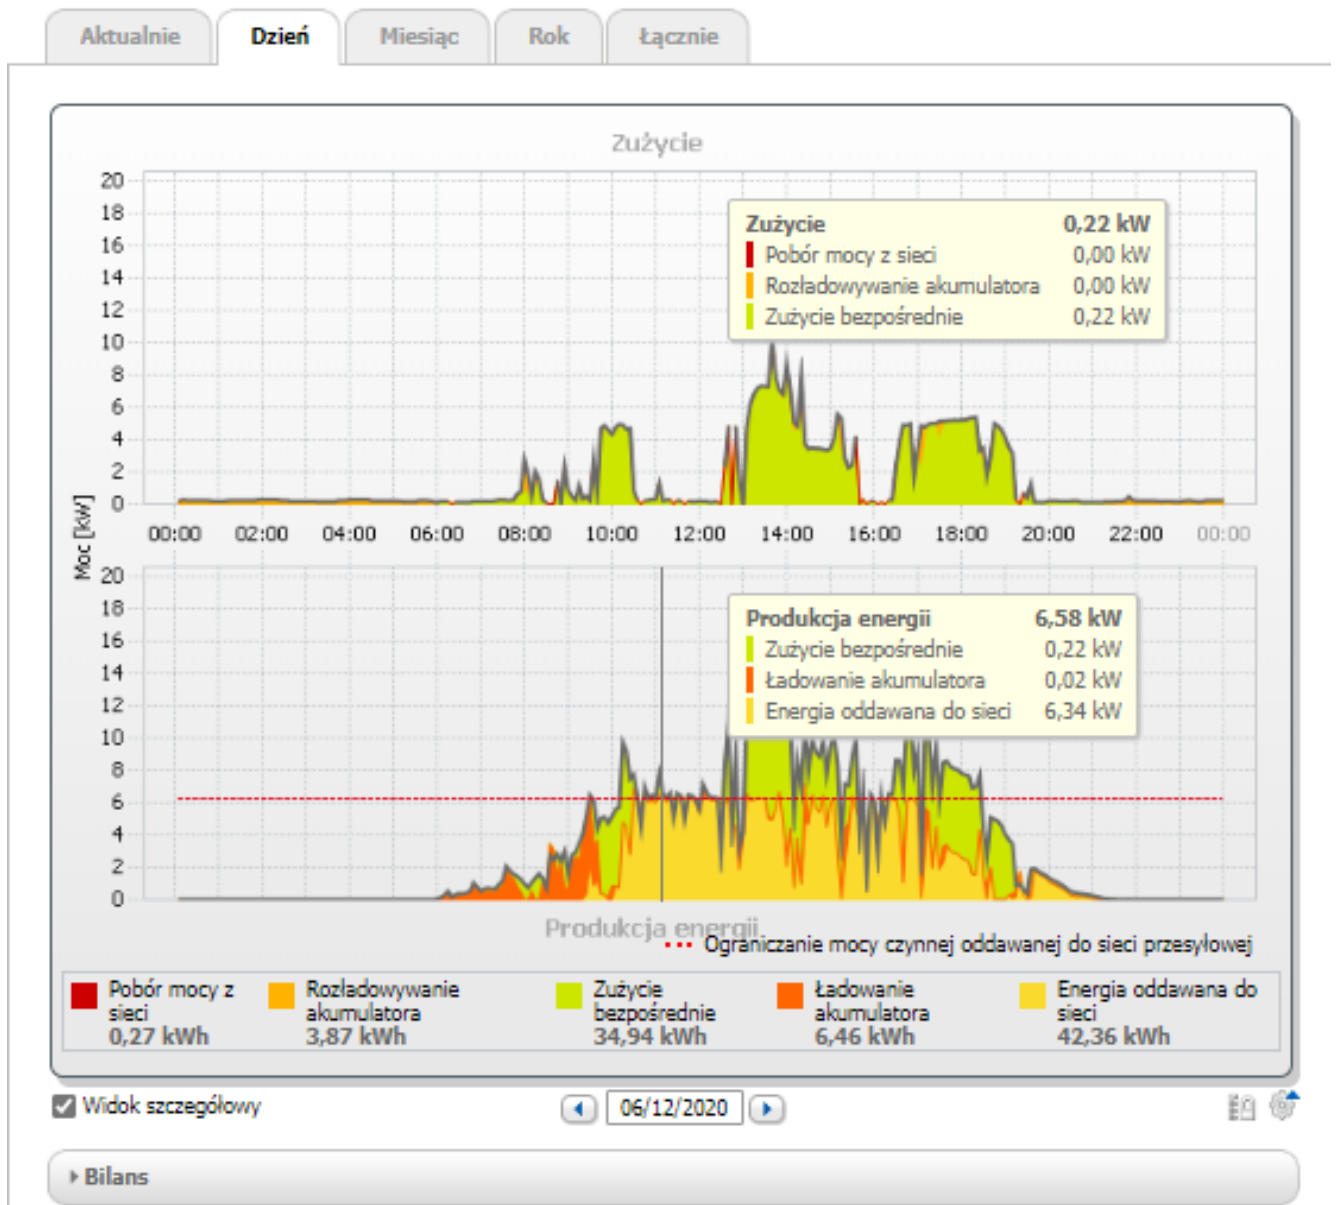 Aktualnie
Dzień
Miesiąc
Rok
Łącznie
Zużycie
20
18
16
14
12
10
8
6
4
2
0
Zużycie 0,22 kW
Pobór mocy z sieci 0,00 kW
Rozładowywanie akumulatora 0,00 kW
Zużycie bezpośrednie 0,22 kW
Moc [kW]
00:00 02:00 04:00 06:00 08:00 10:00 12:00 14:00 16:00 18:00 20:00 22:00 00:00
20
18
16
14
12
10
8
6
4
2
0
Produkcja energii 6,58 kW
Zużycie bezpośrednie 0,22 kW
Ładowanie akumulatora 0,02 kW
Energia oddawana do sieci 6,34 kW
Produkcja energii
Ograniczanie mocy czynnej oddawanej do sieci przesyłowej
Pobór mocy z
sieci
0,27 kWh
Rozładowywanie
akumulatora
3,87 kWh
Zużycie
bezpośrednie
34,94 kWh
Ładowanie
akumulatora
6,46 kWh
Energia oddawana do
sieci
42,36 kWh
Widok szczegółowy
06/12/2020
Bilans